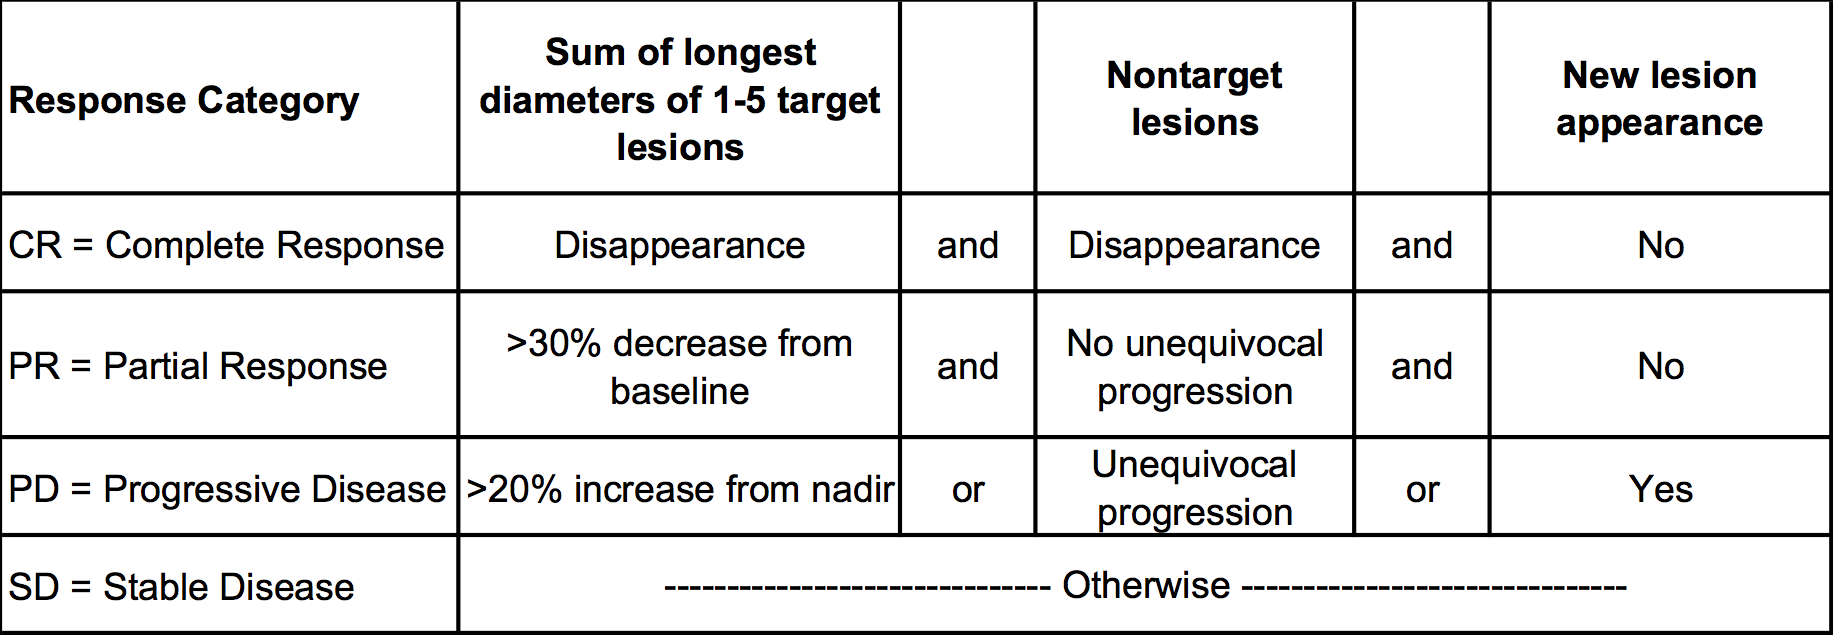 Response Category
Sum of longest
diameters of 1-5 target
lesions
Nontarget
lesions
New lesion
appearance
CR = Complete Response
Disappearance
and
Disappearance
and
No
PR = Partial Response
>30% decrease from
baseline
and
No unequivocal
progression
and
No
PD = Progressive Disease
>20% increase from nadir
or
Unequivocal
progression
or
Yes
SD = Stable Disease
------------------------------- Otherwise -------------------------------